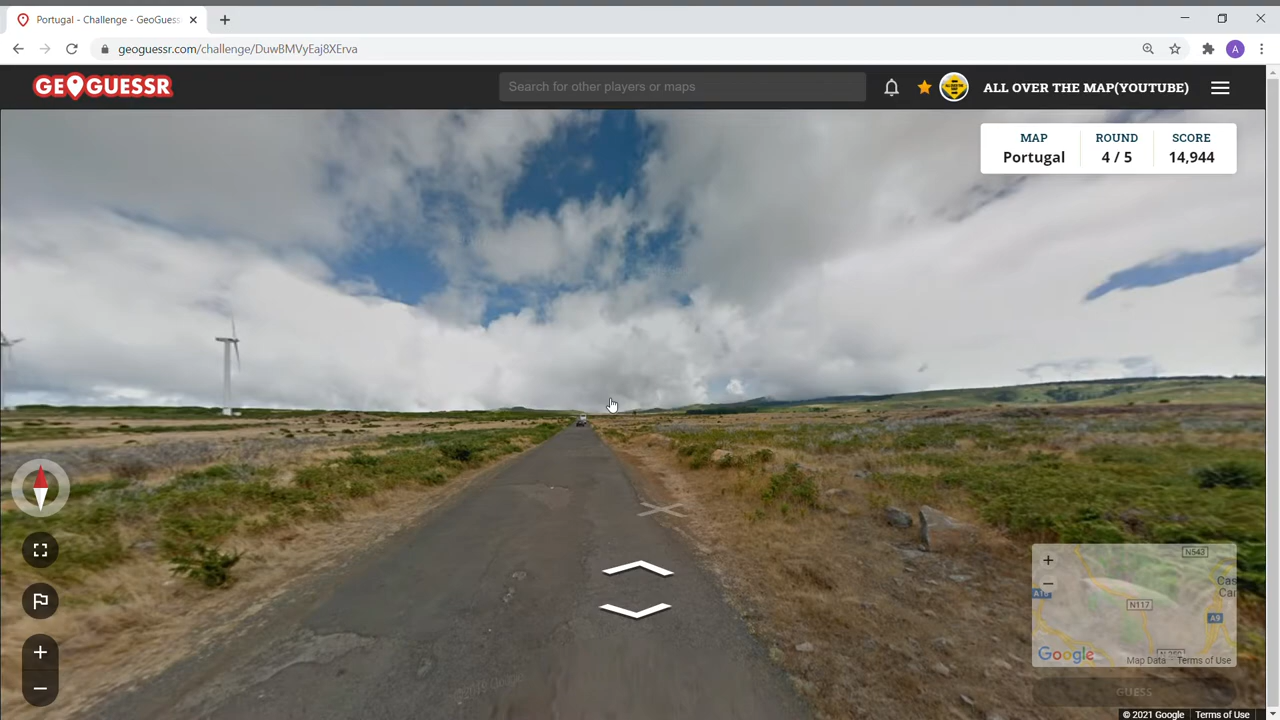 Portugal - Challenge - GeoGuess
geoguessr.com/challenge/DuwBMVyEaj8XErva
A
GEOGUESSR
Search for other players or maps
ALL OVER THE MAP(YOUTUBE)
MAP ROUND SCORE
Portugal 4 / 5 14,944
N543
A16
N117
A9
Google
Map Data Terms of Use
GUESS
© 2021 Google Terms of Use